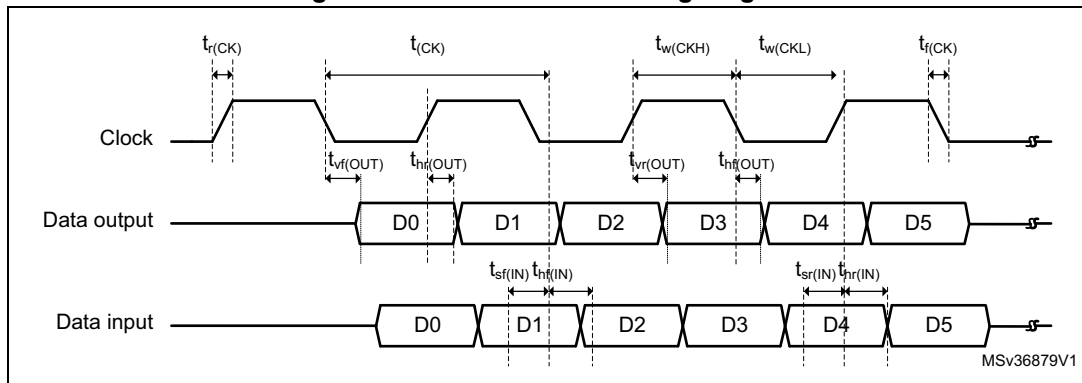 t_r(CK) t_(CK) t_w(CKH) t_w(CKL) t_f(CK)
Clock
t_vf(OUT) t_hr(OUT) t_vr(OUT) t_hf(OUT)
Data output D0 D1 D2 D3 D4 D5
t_sf(IN) t_hf(IN) t_sr(IN) t_hr(IN)
Data input D0 D1 D2 D3 D4 D5
MSv36879V1